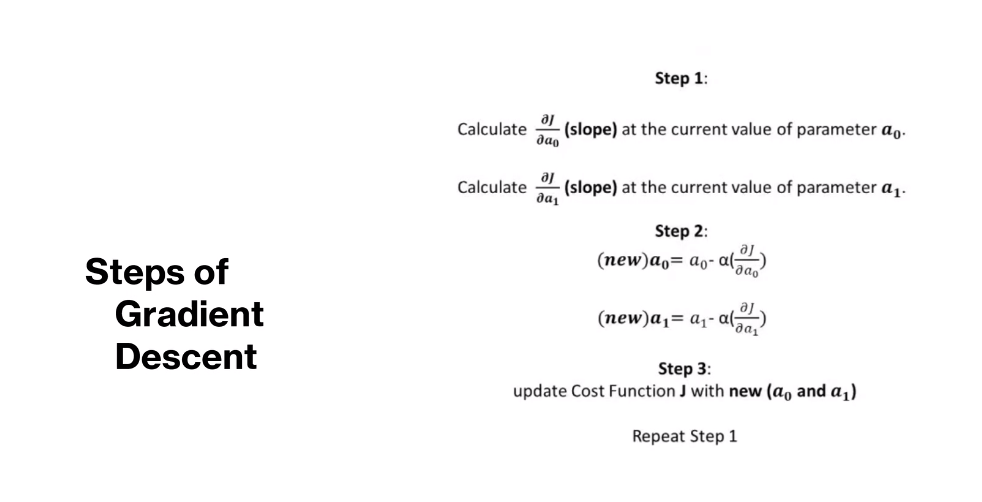 Steps of
Gradient
Descent
Step 1:
Calculate ∂J/∂a₀ (slope) at the current value of parameter a₀.
Calculate ∂J/∂a₁ (slope) at the current value of parameter a₁.
Step 2:
(new)a₀= a₀- α(∂J/∂a₀)
(new)a₁= a₁- α(∂J/∂a₁)
Step 3:
update Cost Function J with new (a₀ and a₁)
Repeat Step 1